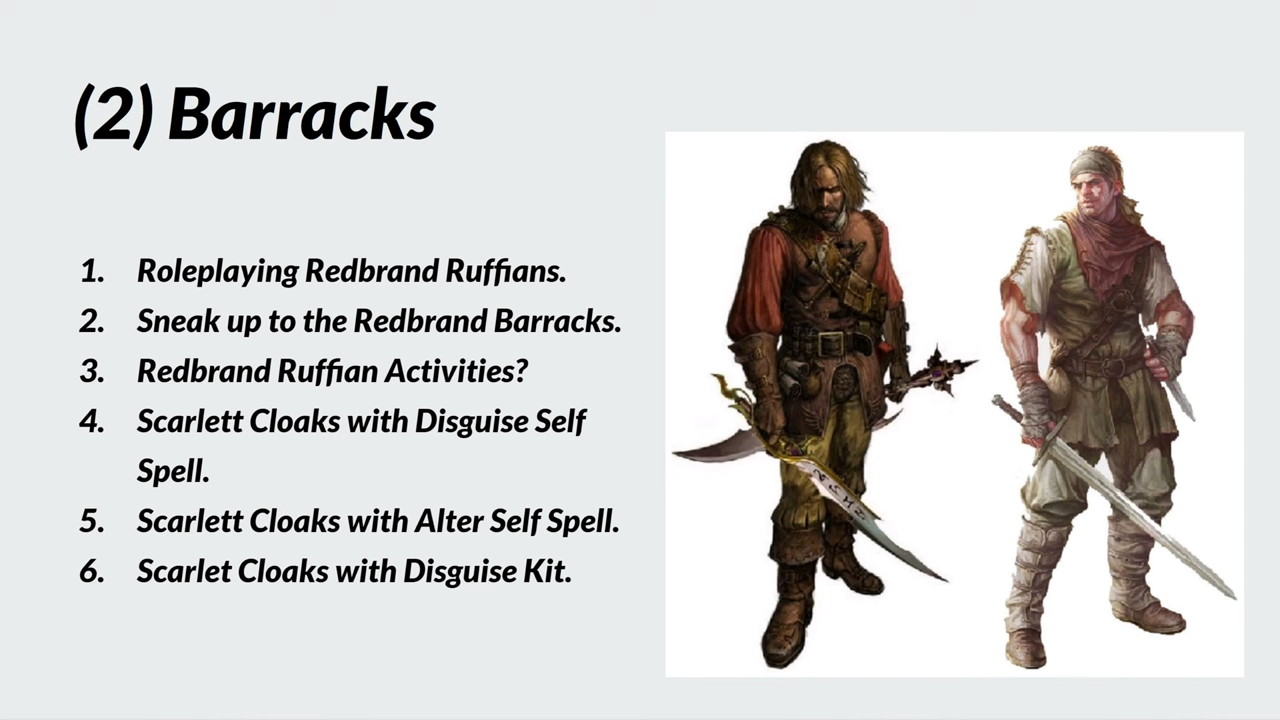 (2) Barracks
1. Roleplaying Redbrand Ruffians.
2. Sneak up to the Redbrand Barracks.
3. Redbrand Ruffian Activities?
4. Scarlett Cloaks with Disguise Self
Spell.
5. Scarlett Cloaks with Alter Self Spell.
6. Scarlet Cloaks with Disguise Kit.